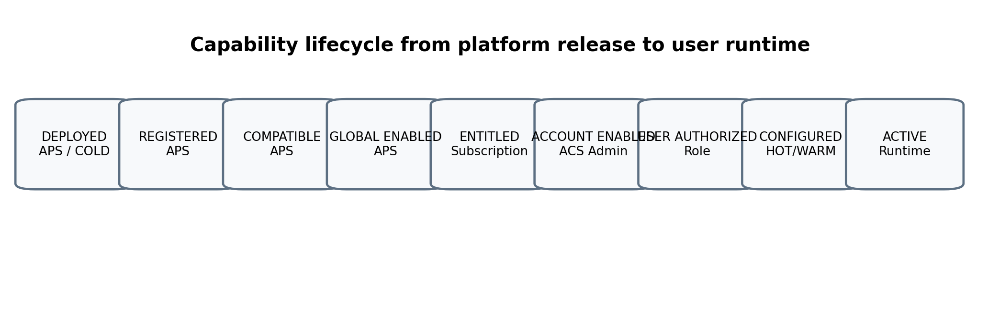 Capability lifecycle from platform release to user runtime
DEPLOYED
APS / COLD
REGISTERED
APS
COMPATIBLE
APS
GLOBAL ENABLED
APS
ENTITLED
Subscription
ACCOUNT ENABLED
ACS Admin
USER AUTHORIZED
Role
CONFIGURED
HOT/WARM
ACTIVE
Runtime